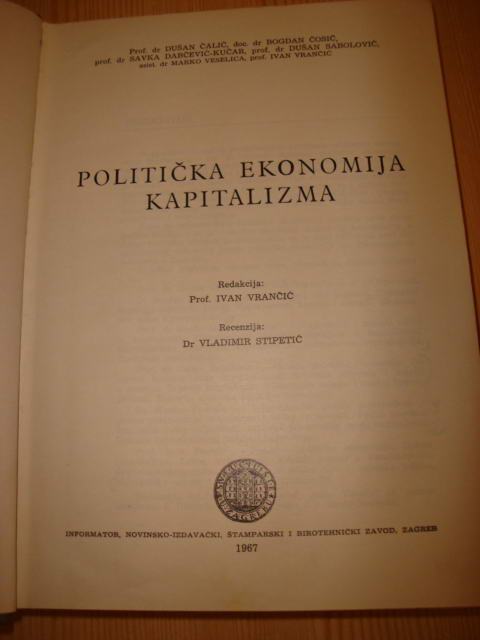 Prof. dr DUŠAN ČALIĆ, doc. dr BOGDAN ĆOSIĆ,
prof. dr SAVKA DABČEVIĆ-KUČAR, prof. dr DUŠAN SABOLOVIĆ,
asist. dr MARKO VESELICA, prof. IVAN VRANČIĆ
POLITIČKA EKONOMIJA
KAPITALIZMA
Redakcija:
Prof. IVAN VRANČIĆ
Recenzija:
Dr VLADIMIR STIPETIĆ
INFORMATOR, NOVINSKO-IZDAVAČKI, ŠTAMPARSKI I BIROTEHNIČKI ZAVOD, ZAGREB
1967